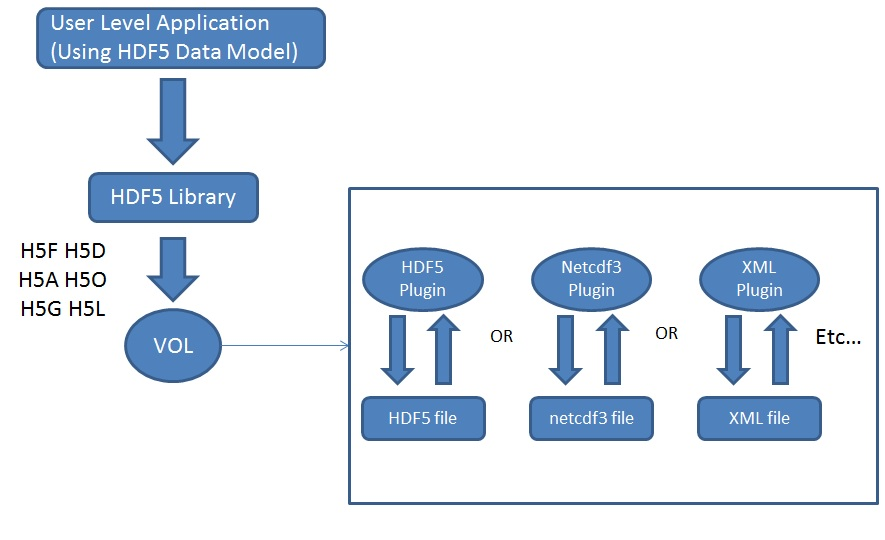 User Level Application
(Using HDF5 Data Model)
HDF5 Library
H5F H5D
H5A H5O
H5G H5L
VOL
HDF5
Plugin
OR
Netcdf3
Plugin
OR
XML
Plugin
Etc...
HDF5 file
netcdf3 file
XML file